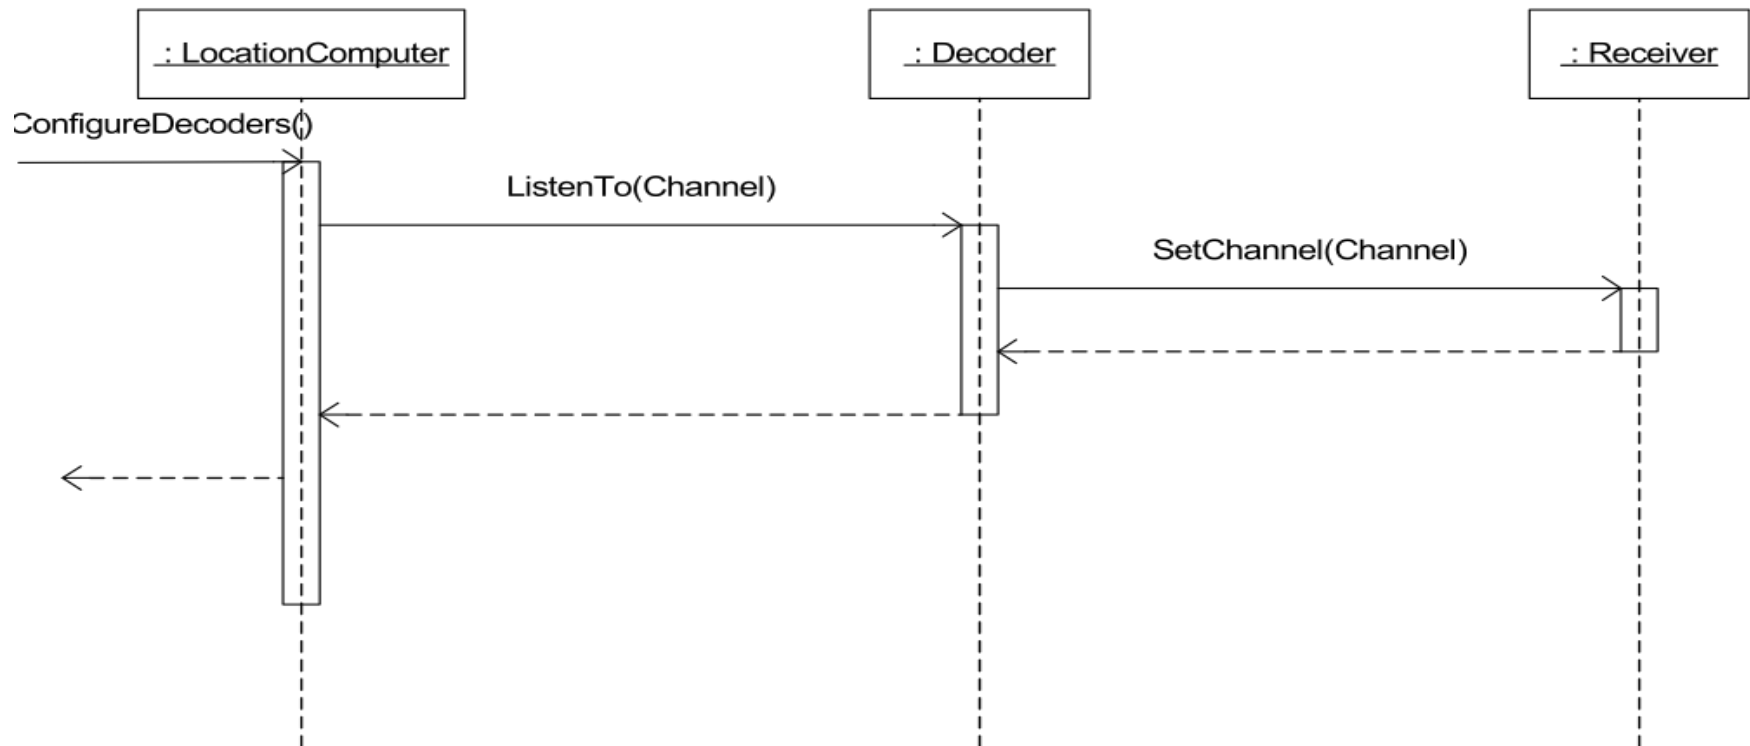 : LocationComputer
: Decoder
: Receiver
ConfigureDecoders()
ListenTo(Channel)
SetChannel(Channel)